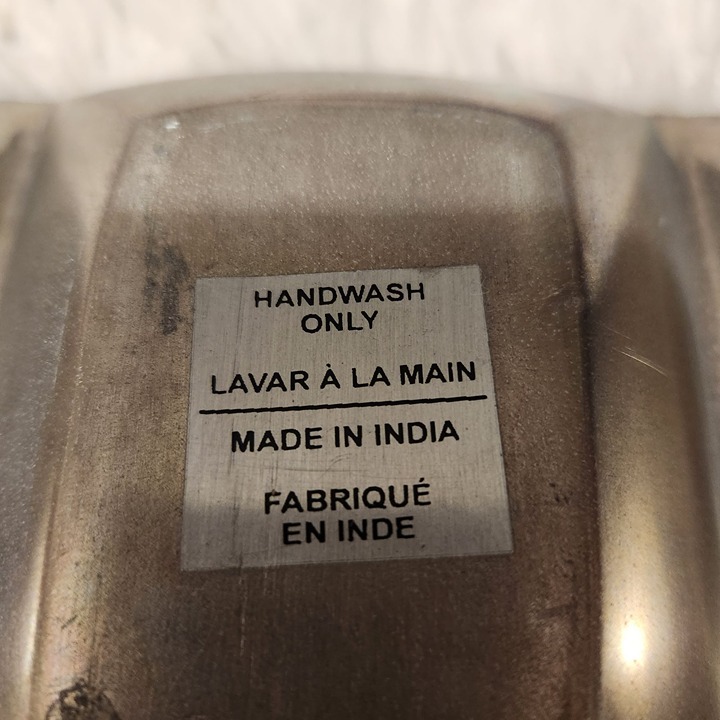 HANDWASH
ONLY
LAVAR À LA MAIN
MADE IN INDIA
FABRIQUÉ
EN INDE